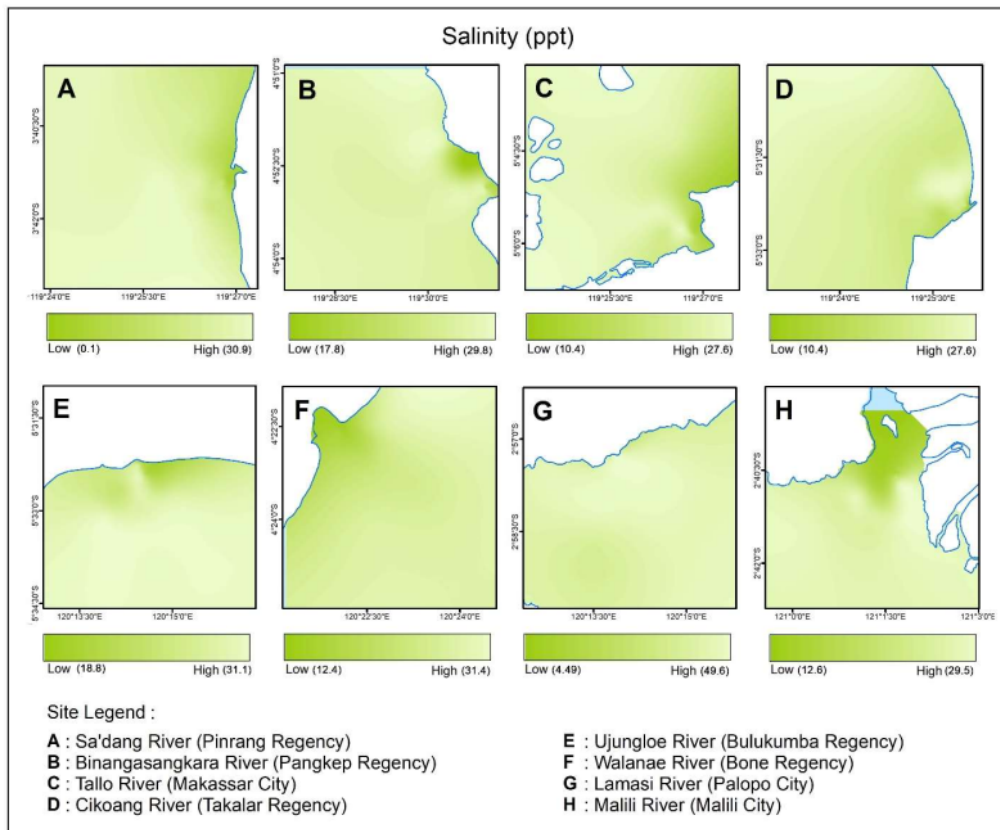 Salinity (ppt)
A
3°40'30"S
3°42'0"S
119°24'0"E 119°25'30"E 119°27'0"E
Low (0.1) High (30.9)
B
4°51'0"S
4°52'30"S
4°54'0"S
119°28'30"E 119°30'0"E
Low (17.8) High (29.8)
C
5°4'30"S
5°6'0"S
119°25'30"E 119°27'0"E
Low (10.4) High (27.6)
D
5°31'30"S
5°33'0"S
119°24'0"E 119°25'30"E
Low (10.4) High (27.6)
E
5°31'30"S
5°33'0"S
5°34'30"S
120°13'30"E 120°15'0"E
Low (18.8) High (31.1)
F
4°22'30"S
4°24'0"S
120°22'30"E 120°24'0"E
Low (12.4) High (31.4)
G
2°57'0"S
2°58'30"S
120°13'30"E 120°15'0"E
Low (4.49) High (49.6)
H
2°40'30"S
2°42'0"S
121°1'30"E
Low (12.6) High (29.5)
Site Legend :
A : Sa'dang River (Pinrang Regency)
B : Binangasangkara River (Pangkep Regency)
C : Tallo River (Makassar City)
D : Cikoang River (Takalar Regency)
E : Ujungloe River (Bulukumba Regency)
F : Walanae River (Bone Regency)
G : Lamasi River (Palopo City)
H : Malili River (Malili City)